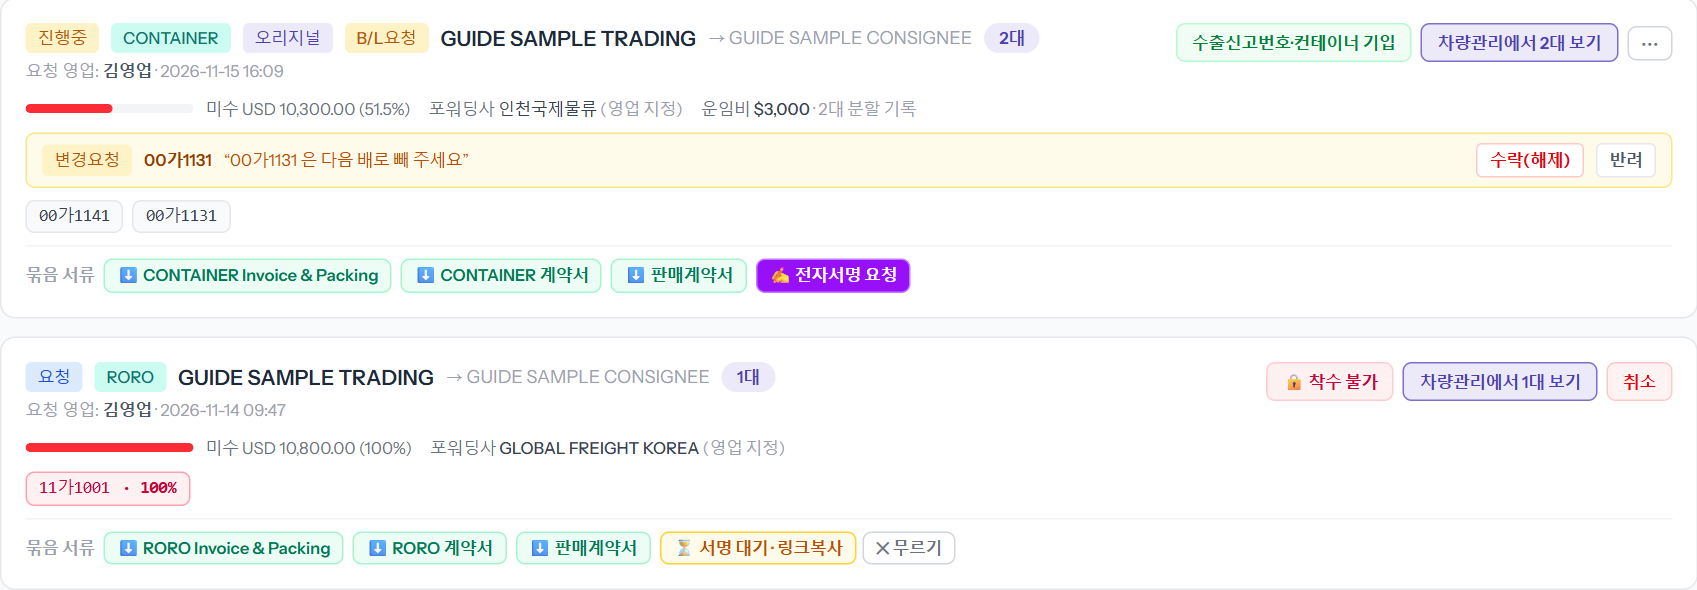 진행중 CONTAINER 오리지널 B/L요청 GUIDE SAMPLE TRADING → GUIDE SAMPLE CONSIGNEE 2대 수출신고번호·컨테이너 기입 차량관리에서 2대 보기 ...
요청 영업: 김영업 · 2026-11-15 16:09
미수 USD 10,300.00 (51.5%) 포워딩사 인천국제물류 (영업 지정) 운임비 $3,000 · 2대 분할 기록
변경요청 00가1131 “00가1131 은 다음 배로 빼 주세요” 수락(해제) 반려
00가1141 00가1131
묶음 서류 ⬇️ CONTAINER Invoice & Packing ⬇️ CONTAINER 계약서 ⬇️ 판매계약서 ✍️ 전자서명 요청
요청 RORO GUIDE SAMPLE TRADING → GUIDE SAMPLE CONSIGNEE 1대 🔒 착수 불가 차량관리에서 1대 보기 취소
요청 영업: 김영업 · 2026-11-14 09:47
미수 USD 10,800.00 (100%) 포워딩사 GLOBAL FREIGHT KOREA (영업 지정)
11가1001 · 100%
묶음 서류 ⬇️ RORO Invoice & Packing ⬇️ RORO 계약서 ⬇️ 판매계약서 ⏳ 서명 대기 · 링크복사 ✕ 무르기